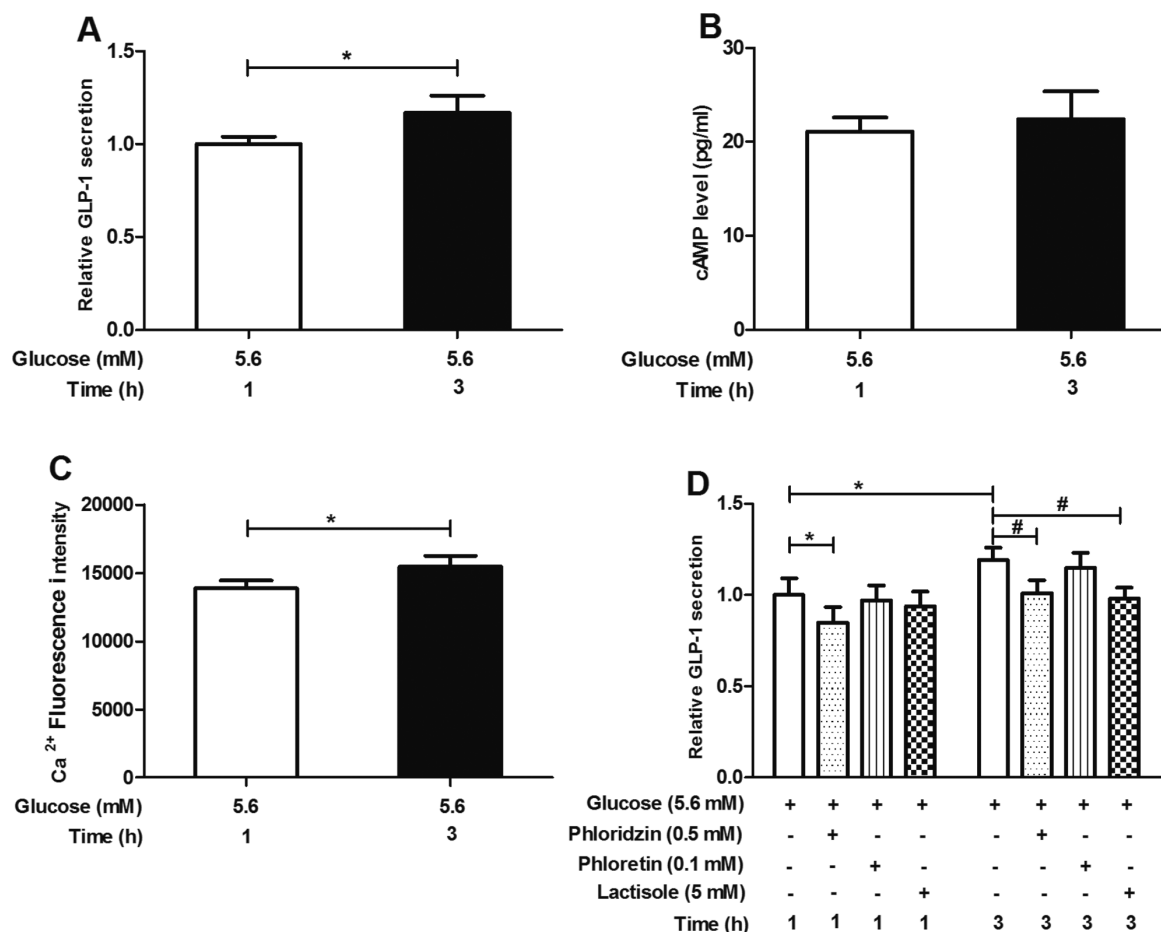 A
Relative GLP-1 secretion
1.5
1.0
0.5
0.0
*
Glucose (mM) 5.6 5.6
Time (h) 1 3
B
cAMP level (pg/ml)
30
20
10
0
Glucose (mM) 5.6 5.6
Time (h) 1 3
C
Ca 2+ Fluorescence intensity
20000
15000
10000
5000
0
*
Glucose (mM) 5.6 5.6
Time (h) 1 3
D
Relative GLP-1 secretion
1.5
1.0
0.5
0.0
*
#
* #
Glucose (5.6 mM) + + + + + + + +
Phloridzin (0.5 mM) - + - - - + - -
Phloretin (0.1 mM) - - + - - - + -
Lactisole (5 mM) - - - + - - - +
Time (h) 1 1 1 1 3 3 3 3